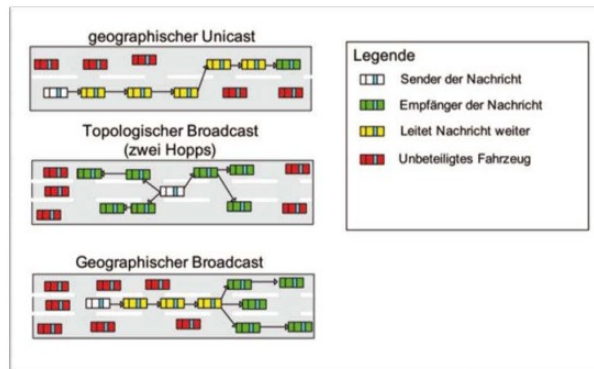 geographischer Unicast
Topologischer Broadcast
(zwei Hopps)
Geographischer Broadcast
Legende
Sender der Nachricht
Empfänger der Nachricht
Leitet Nachricht weiter
Unbeteiligtes Fahrzeug